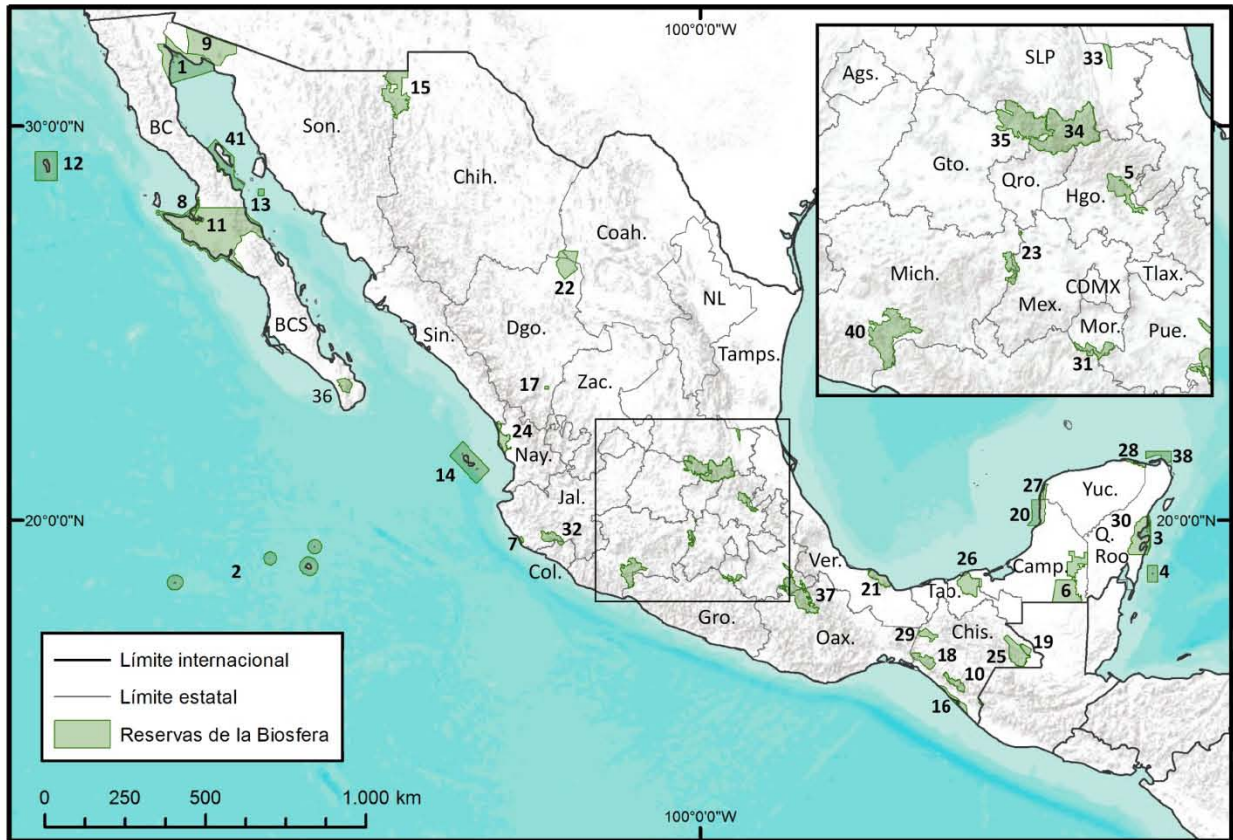 100°0'0"W
9
1
15
33
SLP
Ags.
30°0'0"N
BC
Son.
41
35
34
12
Gto.
Qro.
5
Chih.
Hgo.
8
13
11
Coah.
23
Mich.
Tlax.
CDMX
22
NL
Mex.
BCS
Dgo.
Mor.
Pue.
Sin.
40
31
Tamps.
17
Zac.
36
24
28
38
Nay.
14
Yuc.
27
Jal.
20°0'0"N
20
30
3
32
7
Q.
Roo
Ver.
26
2
Col.
Camp.
4
21
6
37
Tab.
Gro.
Oax.
29
Chis.
19
18
25
10
16
Límite internacional
Límite estatal
Reservas de la Biosfera
0 250 500 1.000 km
100°0'0"W